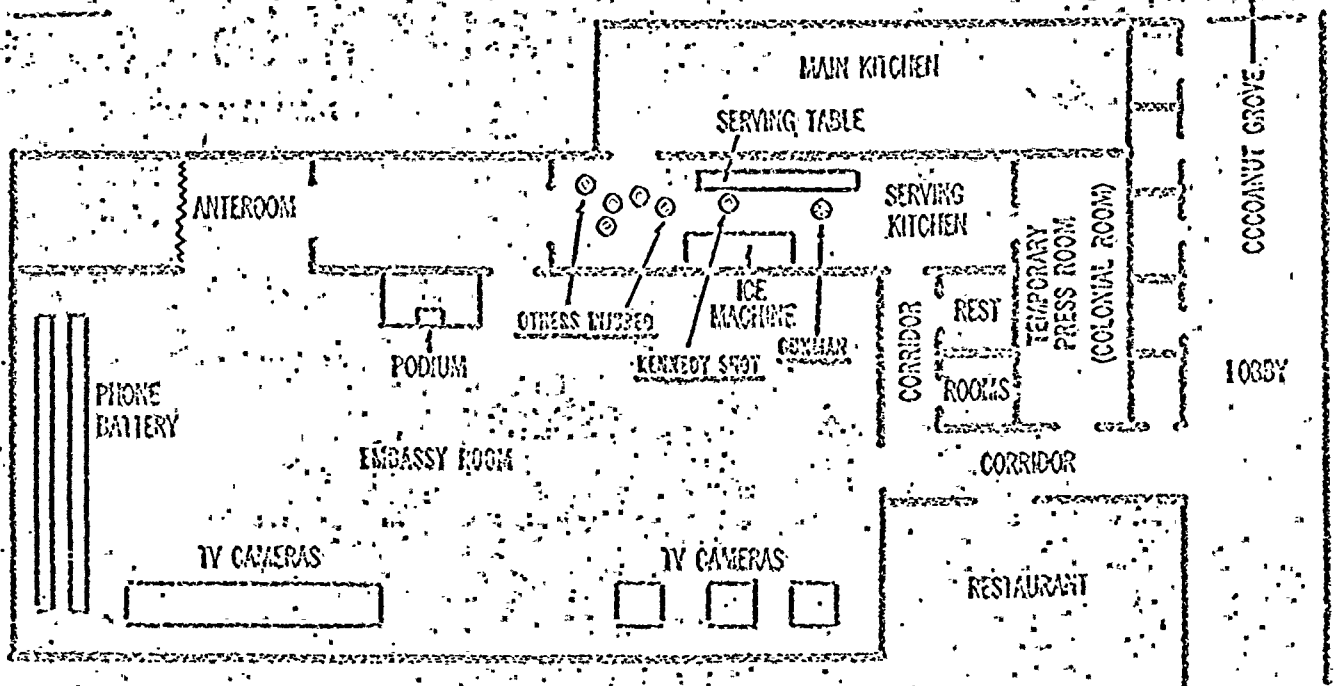 MAIN KITCHEN
SERVING TABLE
COCOANUT GROVE
ANTEROOM
SERVING
KITCHEN
TEMPORARY
PRESS ROOM
(COLONIAL ROOM)
OTHERS
ICE
MACHINE
GUNMAN
KENNEDY SHOT
PODIUM
CORRIDOR
REST
ROOMS
LOBBY
PHONE
BATTERY
EMBASSY ROOM
CORRIDOR
TV CAMERAS
TV CAMERAS
RESTAURANT